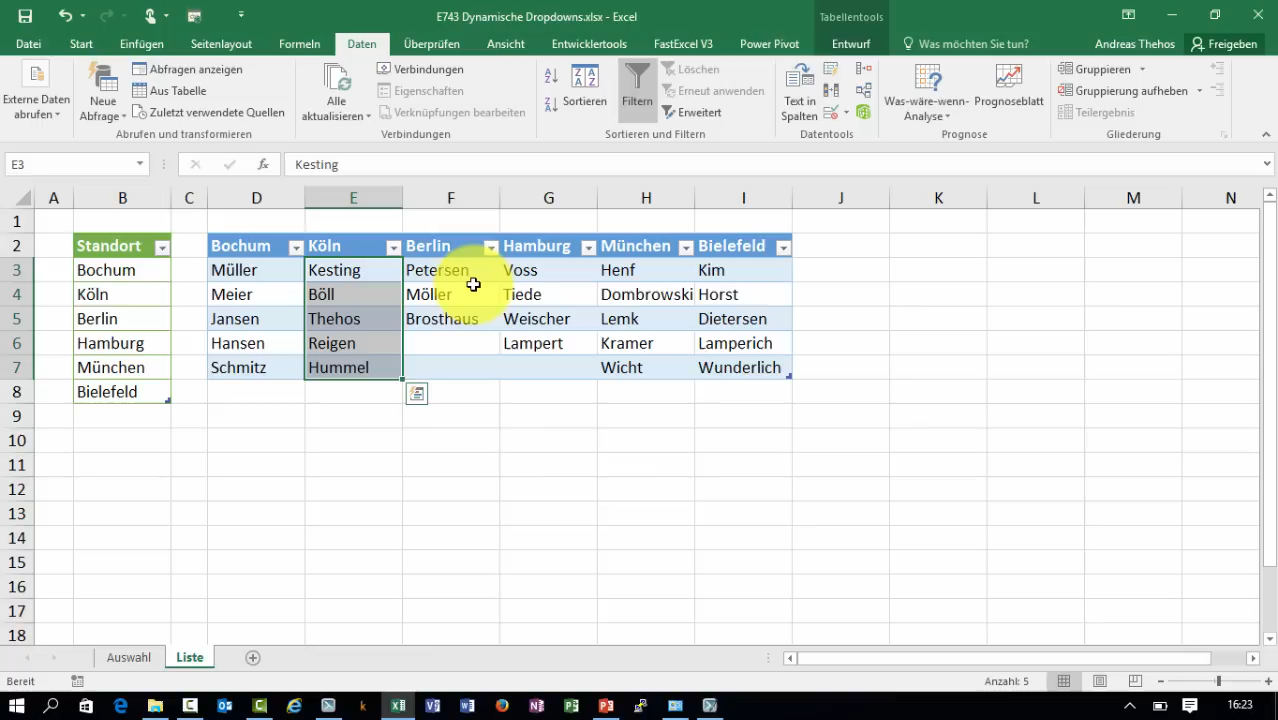 E743 Dynamische Dropdowns.xlsx - Excel
Tabellentools
Datei Start Einfügen Seitenlayout Formeln Daten Überprüfen Ansicht Entwicklertools FastExcel V3 Power Pivot Entwurf Was möchten Sie tun? Andreas Thehos Freigeben
Externe Daten abrufen
Neue Abfrage
Abfragen anzeigen
Aus Tabelle
Zuletzt verwendete Quellen
Abrufen und transformieren
Alle aktualisieren
Verbindungen
Eigenschaften
Verknüpfungen bearbeiten
Verbindungen
Sortieren
Filtern
Löschen
Erneut anwenden
Erweitert
Sortieren und Filtern
Text in Spalten
Datentools
Was-wäre-wenn-Analyse
Prognoseblatt
Prognose
Gruppieren
Gruppierung aufheben
Teilergebnis
Gliederung
E3 fx Kesting
A B C D E F G H I J K L M N
1
2 Standort Bochum Köln Berlin Hamburg München Bielefeld
3 Bochum Müller Kesting Petersen Voss Henf Kim
4 Köln Meier Böll Möller Tiede Dombrowski Horst
5 Berlin Jansen Thehos Brosthaus Weischer Lemk Dietersen
6 Hamburg Hansen Reigen Lampert Kramer Lamperich
7 München Schmitz Hummel Wicht Wunderlich
8 Bielefeld
9
10
11
12
13
14
15
16
17
18
Auswahl Liste
Bereit Anzahl: 5
16:23